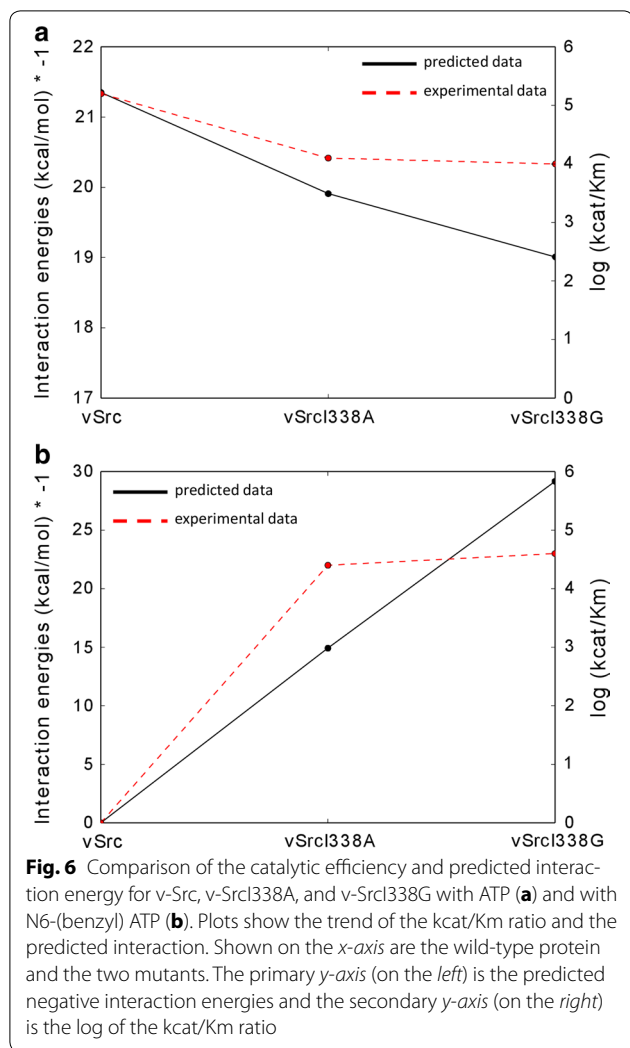 a
22
21
20
19
18
17
Interaction energies (kcal/mol) * -1
predicted data
experimental data
6
5
4
3
2
1
0
log (kcat/Km)
vSrc
vSrcI338A
vSrcI338G
b
30
25
20
15
10
5
0
Interaction energies (kcal/mol) * -1
predicted data
experimental data
6
5
4
3
2
1
0
log (kcat/Km)
vSrc
vSrcI338A
vSrcI338G
Fig. 6 Comparison of the catalytic efficiency and predicted interac-
tion energy for v-Src, v-SrcI338A, and v-SrcI338G with ATP (a) and with
N6-(benzyl) ATP (b). Plots show the trend of the kcat/Km ratio and the
predicted interaction. Shown on the x-axis are the wild-type protein
and the two mutants. The primary y-axis (on the left) is the predicted
negative interaction energies and the secondary y-axis (on the right)
is the log of the kcat/Km ratio